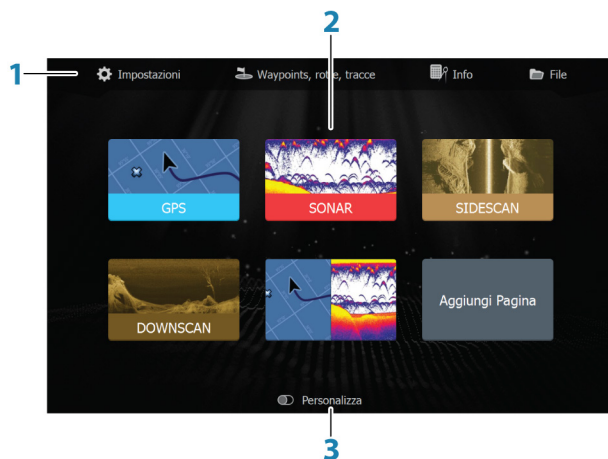 2
1
Impostazioni Waypoints, rotte, tracce Info File
GPS SONAR SIDESCAN
DOWNSCAN Aggiungi Pagina
Personalizza
3